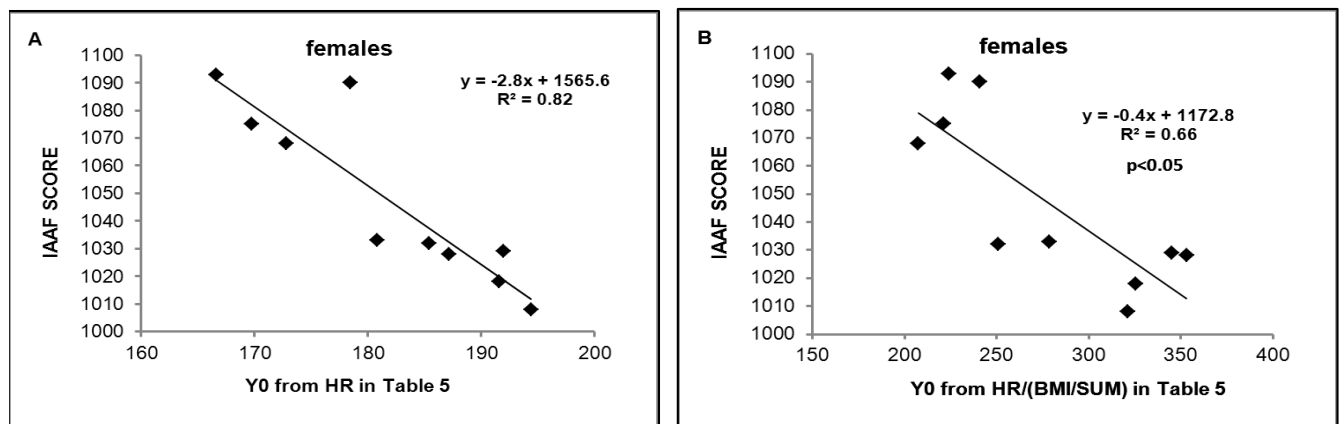 A
females
y = -2.8x + 1565.6
R² = 0.82
IAAF SCORE
1100
1090
1080
1070
1060
1050
1040
1030
1020
1010
1000
160
170
180
190
200
Y0 from HR in Table 5
B
females
y = -0.4x + 1172.8
R² = 0.66
p<0.05
IAAF SCORE
1100
1090
1080
1070
1060
1050
1040
1030
1020
1010
1000
150
200
250
300
350
400
Y0 from HR/(BMI/SUM) in Table 5